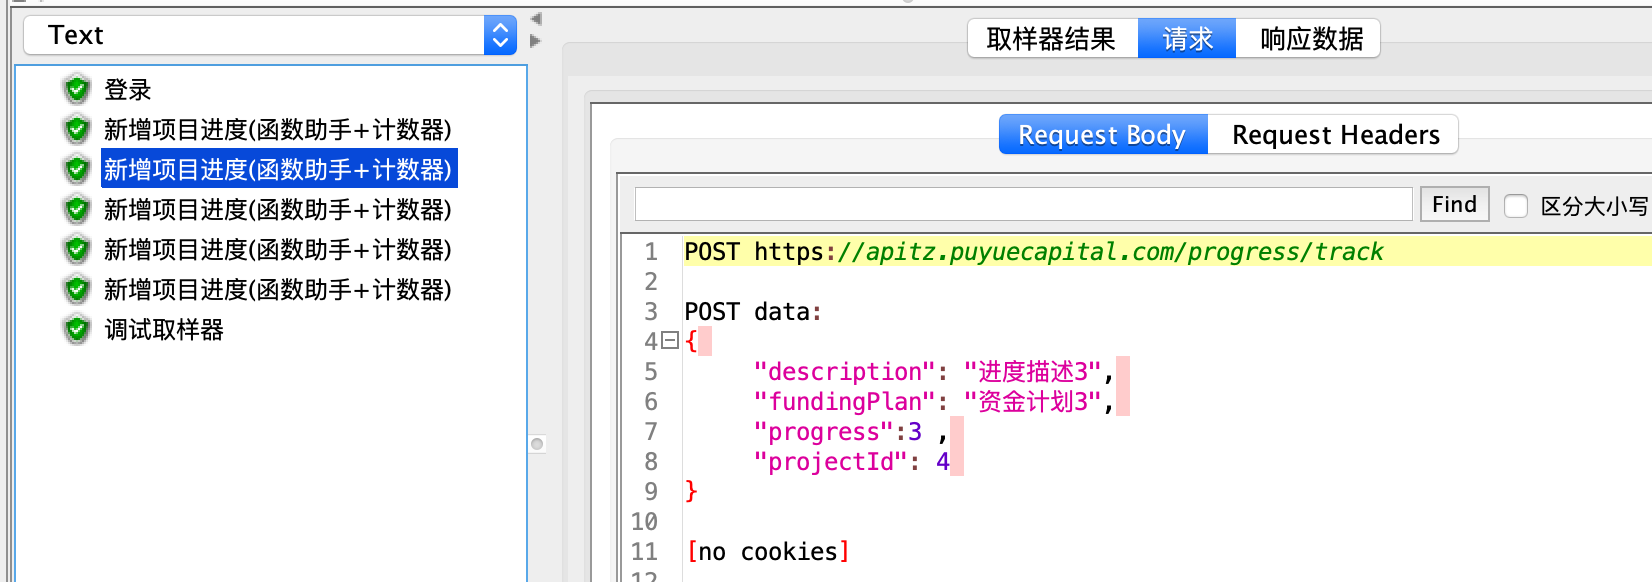 Text
登录
新增项目进度(函数助手+计数器)
新增项目进度(函数助手+计数器)
新增项目进度(函数助手+计数器)
新增项目进度(函数助手+计数器)
新增项目进度(函数助手+计数器)
调试取样器
取样器结果 请求 响应数据
Request Body Request Headers
Find 区分大小写
1 POST https://apitz.puyuecapital.com/progress/track
2
3 POST data:
4 {
5 "description": "进度描述3",
6 "fundingPlan": "资金计划3",
7 "progress":3 ,
8 "projectId": 4
9 }
10
11 [no cookies]
12